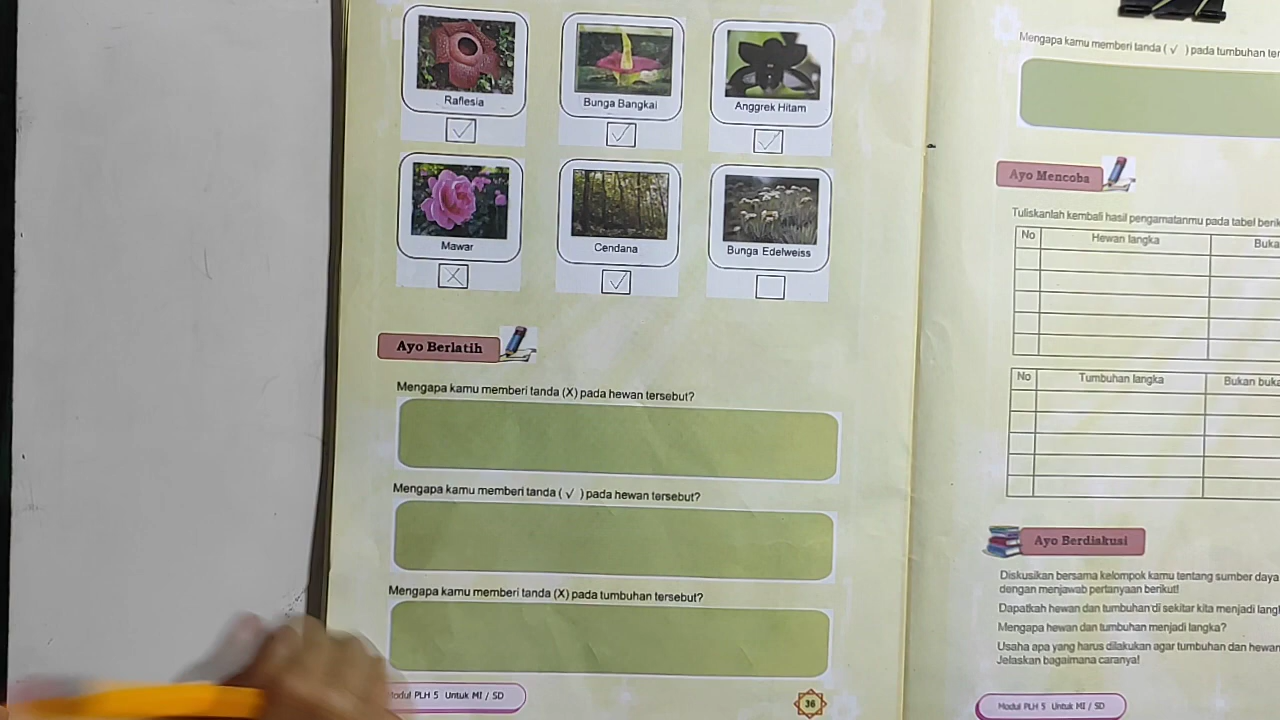 Raflesia
Bunga Bangkai
Anggrek Hitam
Mawar
Cendana
Bunga Edelweiss
Ayo Berlatih
Mengapa kamu memberi tanda (X) pada hewan tersebut?
Mengapa kamu memberi tanda ( √ ) pada hewan tersebut?
Mengapa kamu memberi tanda (X) pada tumbuhan tersebut?
Modul PLH 5 Untuk MI / SD
36
Mengapa kamu memberi tanda ( √ ) pada tumbuhan
Ayo Mencoba
Tuliskanlah kembali hasil pengamatanmu pada tabel
No Hewan langka
No Tumbuhan langka Bukan
Ayo Berdiskusi
Diskusikan bersama kelompok kamu tentang sumber daya
dengan menjawab pertanyaan berikut!
Dapatkah hewan dan tumbuhan di sekitar kita menjadi
Mengapa hewan dan tumbuhan menjadi langka?
Usaha apa yang harus dilakukan agar tumbuhan dan hewan
Jelaskan bagaimana caranya!
Modul PLH 5 Untuk MI / SD